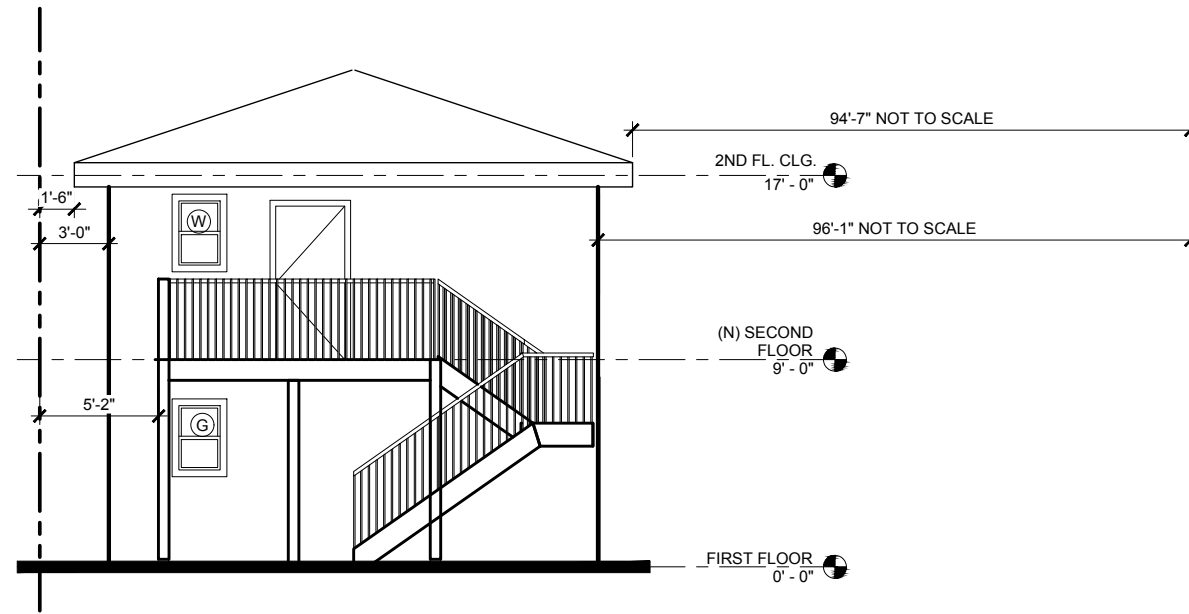 94'-7" NOT TO SCALE
2ND FL. CLG.
17' - 0"
1'-6"
W
3'-0"
96'-1" NOT TO SCALE
(N) SECOND
FLOOR
9' - 0"
5'-2"
G
FIRST FLOOR
0' - 0"